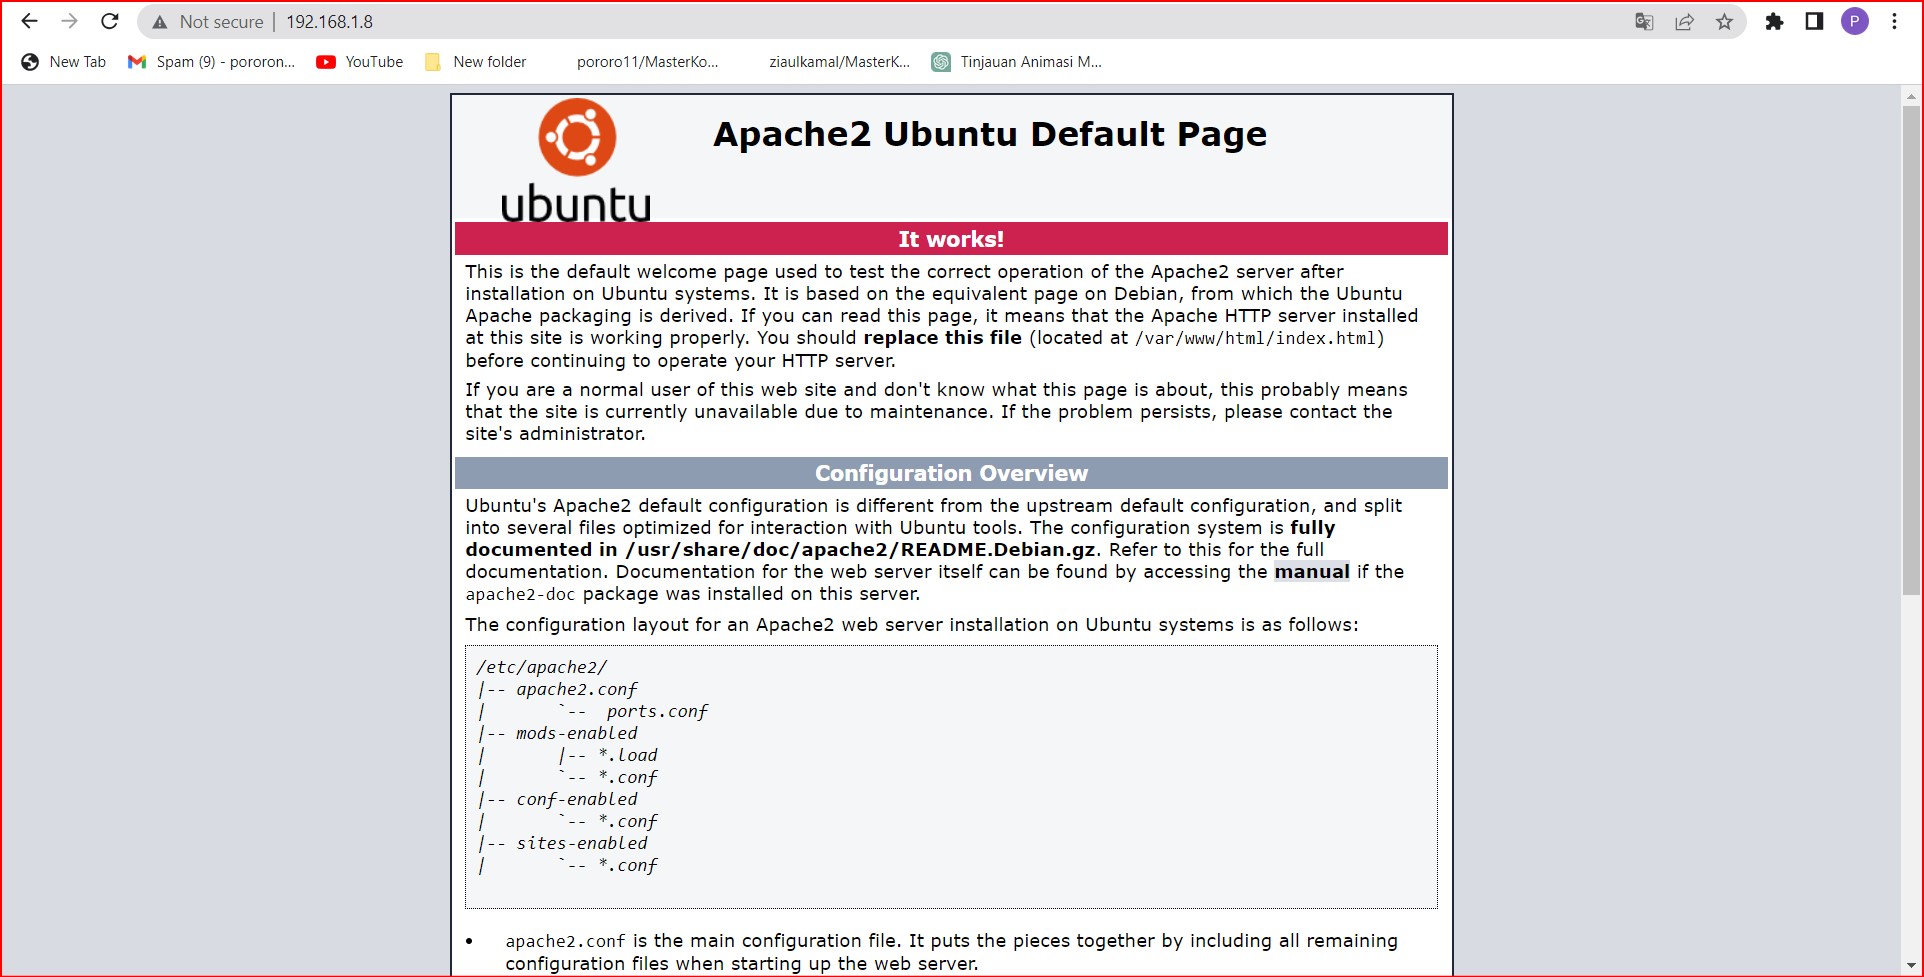 Not secure | 192.168.1.8
P
New Tab Spam (9) - pororon... YouTube New folder pororo11/MasterKo... ziaulkamal/MasterK... Tinjauan Animasi M...
ubuntu
Apache2 Ubuntu Default Page
It works!
This is the default welcome page used to test the correct operation of the Apache2 server after
installation on Ubuntu systems. It is based on the equivalent page on Debian, from which the Ubuntu
Apache packaging is derived. If you can read this page, it means that the Apache HTTP server installed
at this site is working properly. You should replace this file (located at /var/www/html/index.html)
before continuing to operate your HTTP server.
If you are a normal user of this web site and don't know what this page is about, this probably means
that the site is currently unavailable due to maintenance. If the problem persists, please contact the
site's administrator.
Configuration Overview
Ubuntu's Apache2 default configuration is different from the upstream default configuration, and split
into several files optimized for interaction with Ubuntu tools. The configuration system is fully
documented in /usr/share/doc/apache2/README.Debian.gz. Refer to this for the full
documentation. Documentation for the web server itself can be found by accessing the manual if the
apache2-doc package was installed on this server.
The configuration layout for an Apache2 web server installation on Ubuntu systems is as follows:
/etc/apache2/
|-- apache2.conf
|       `--  ports.conf
|-- mods-enabled
|       |-- *.load
|       `-- *.conf
|-- conf-enabled
|       `-- *.conf
|-- sites-enabled
|       `-- *.conf
• apache2.conf is the main configuration file. It puts the pieces together by including all remaining
configuration files when starting up the web server.